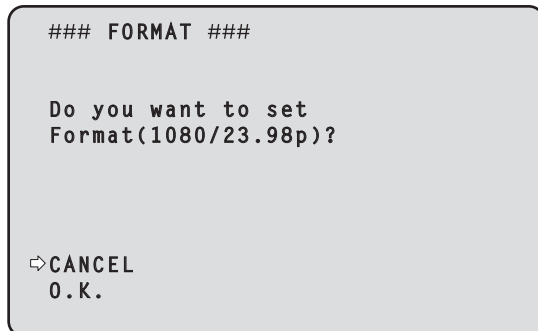 ### FORMAT ###
Do you want to set
Format(1080/23.98p)?
⇨CANCEL
O.K.